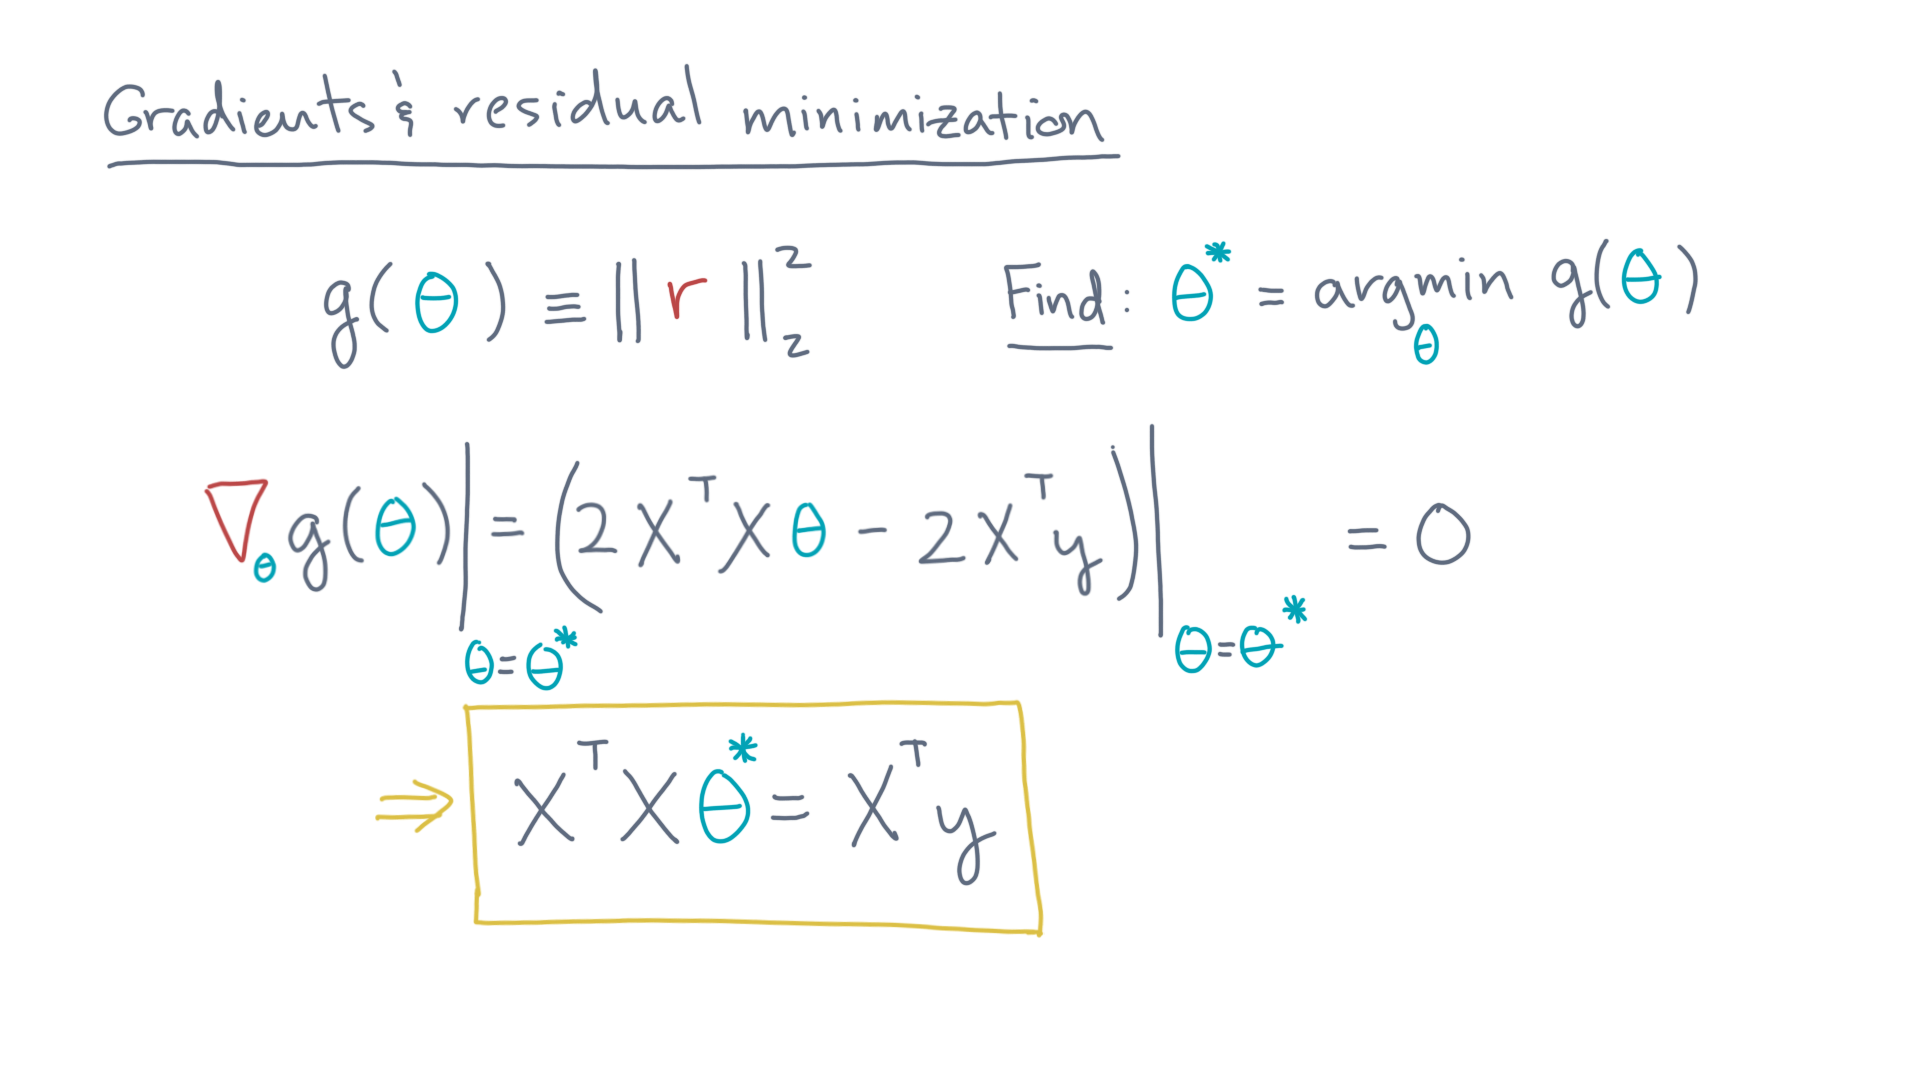 Gradients & residual minimization
g(θ) ≡ ‖r‖₂² Find: θ* = argmin_θ g(θ)
∇_θ g(θ)|_{θ=θ*} = (2XᵀXθ - 2Xᵀy)|_{θ=θ*} = 0
⇒ XᵀXθ* = Xᵀy